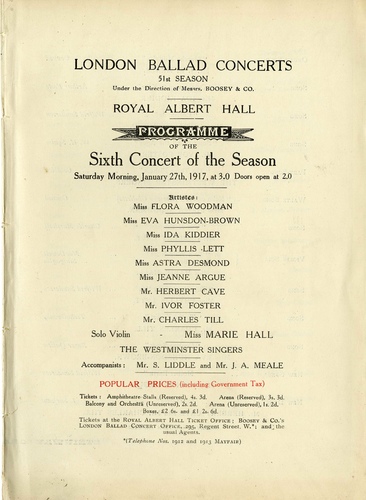 LONDON BALLAD CONCERTS
51st SEASON
Under the Direction of Messrs. BOOSEY & CO.
ROYAL ALBERT HALL
PROGRAMME
OF THE
Sixth Concert of the Season
Saturday Morning, January 27th, 1917, at 3.0 Doors open at 2.0
Artistes:
Miss FLORA WOODMAN
Miss EVA HUNSDON-BROWN
Miss IDA KIDDIER
Miss PHYLLIS LETT
Miss ASTRA DESMOND
Miss JEANNE ARGUE
Mr. HERBERT CAVE
Mr. IVOR FOSTER
Mr. CHARLES TILL
Solo Violin - Miss MARIE HALL
THE WESTMINSTER SINGERS
Accompanists: Mr. S. LIDDLE and Mr. J. A. MEALE
POPULAR PRICES (including Government Tax)
Tickets: Amphitheatre Stalls (Reserved), 4s. 3d. Arena (Reserved), 3s. 3d.
Balcony and Orchestra (Unreserved), 2s. 2d. Arena (Unreserved), 1s. 2d.
Boxes, £2 6s. and £1 2s. 6d.
Tickets at the ROYAL ALBERT HALL TICKET OFFICE; BOOSEY & CO.'S
LONDON BALLAD CONCERT OFFICE, 295, Regent Street, W.*; and the
usual Agents.
*(Telephone Nos. 1912 and 1913 MAYFAIR)